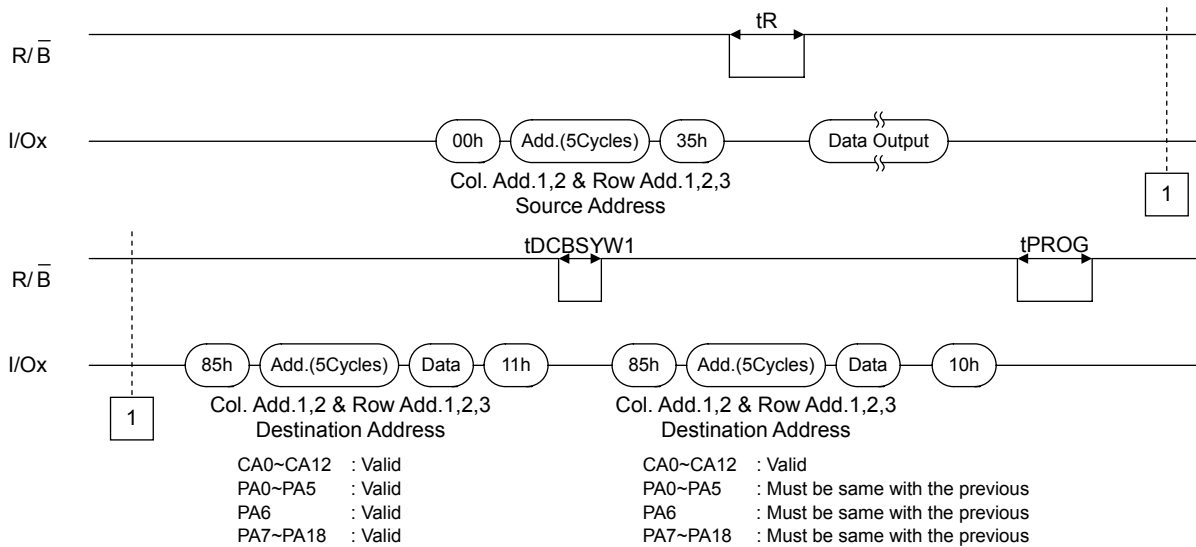 tR
R/B
I/Ox
00h Add.(5Cycles) 35h Data Output
Col. Add.1,2 & Row Add.1,2,3
Source Address
1
tDCBSYW1 tPROG
R/B
I/Ox
85h Add.(5Cycles) Data 11h 85h Add.(5Cycles) Data 10h
1
Col. Add.1,2 & Row Add.1,2,3 Col. Add.1,2 & Row Add.1,2,3
Destination Address Destination Address
CA0~CA12 : Valid CA0~CA12 : Valid
PA0~PA5 : Valid PA0~PA5 : Must be same with the previous
PA6 : Valid PA6 : Must be same with the previous
PA7~PA18 : Valid PA7~PA18 : Must be same with the previous